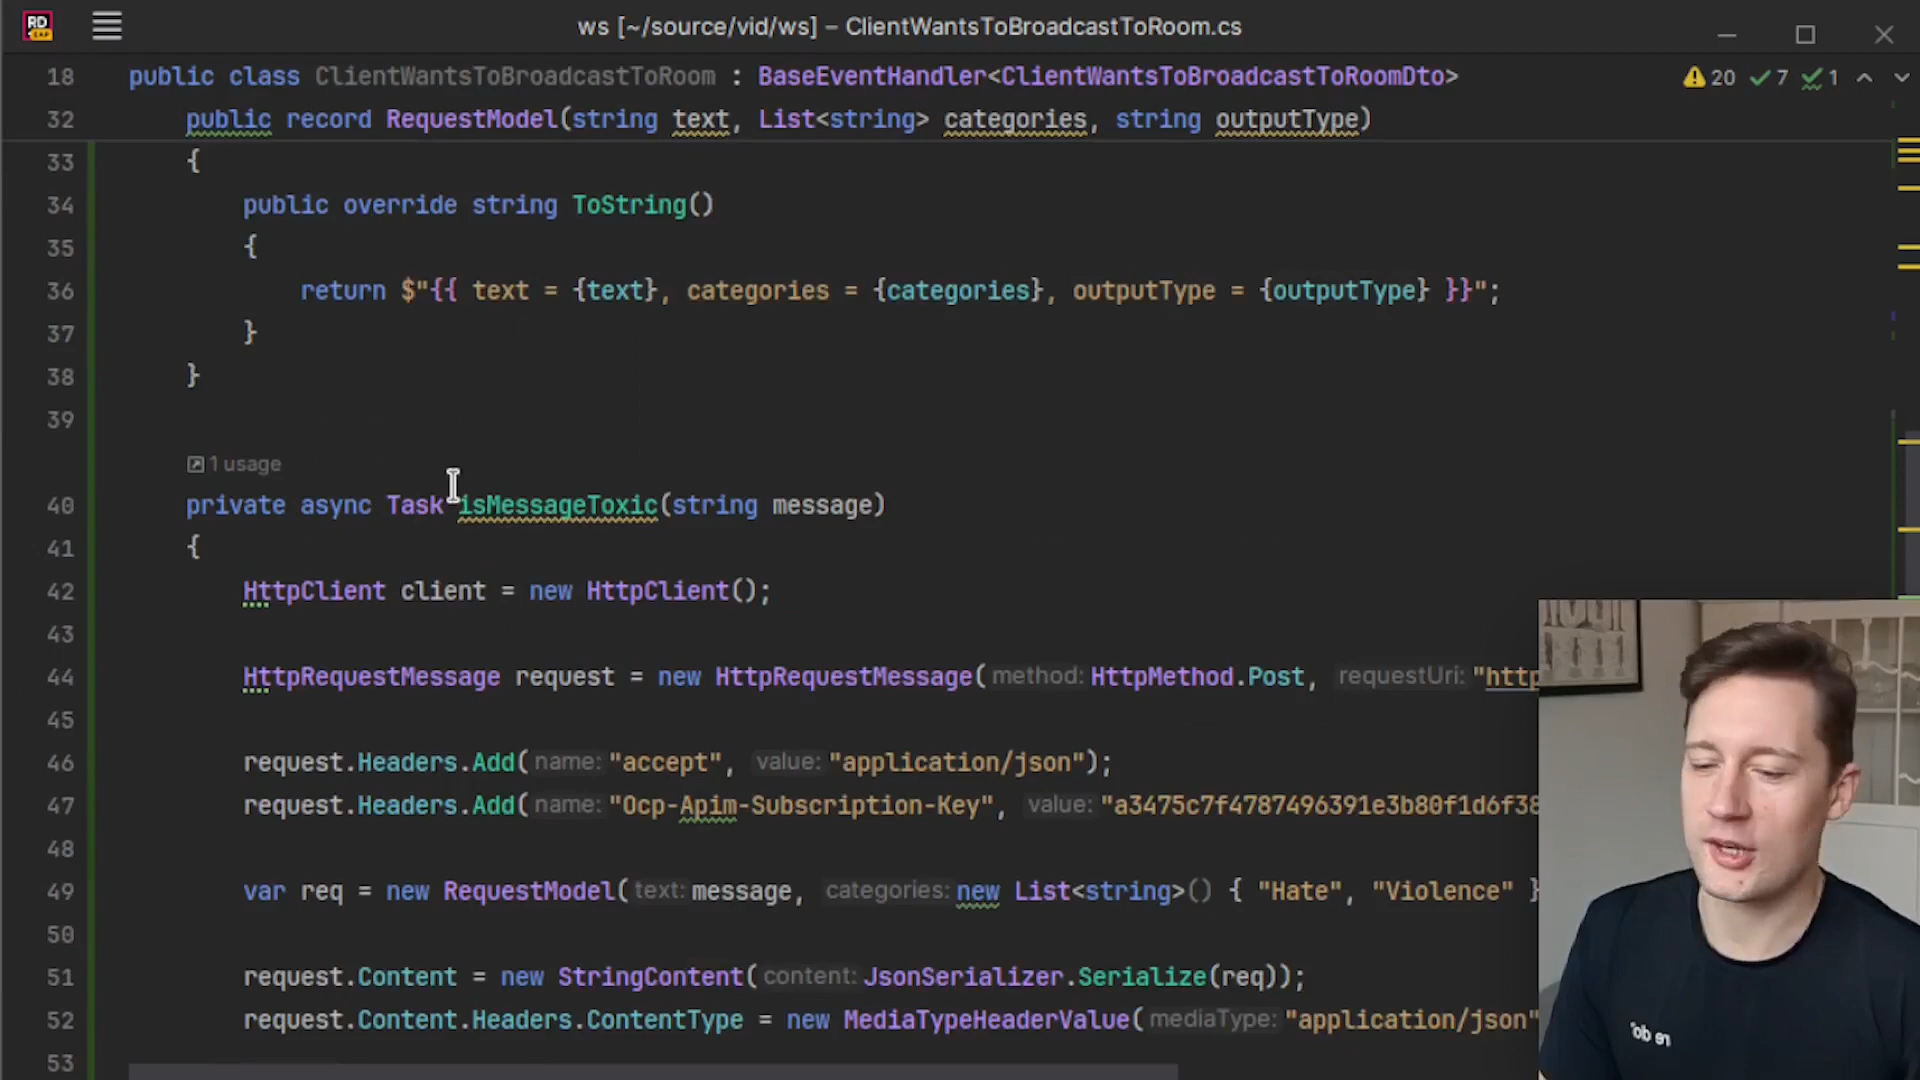 RD
EAP
ws [~/source/vid/ws] – ClientWantsToBroadcastToRoom.cs
18 public class ClientWantsToBroadcastToRoom : BaseEventHandler<ClientWantsToBroadcastToRoomDto>
20 7 1
32 public record RequestModel(string text, List<string> categories, string outputType)
33 {
34 public override string ToString()
35 {
36 return $"{{ text = {text}, categories = {categories}, outputType = {outputType} }}";
37 }
38 }
39
1 usage
40 private async Task isMessageToxic(string message)
41 {
42 HttpClient client = new HttpClient();
43
44 HttpRequestMessage request = new HttpRequestMessage( method: HttpMethod.Post, requestUri: "http
45
46 request.Headers.Add( name: "accept", value: "application/json");
47 request.Headers.Add( name: "Ocp-Apim-Subscription-Key", value: "a3475c7f4787496391e3b80f1d6f38
48
49 var req = new RequestModel( text: message, categories: new List<string>() { "Hate", "Violence" }
50
51 request.Content = new StringContent( content: JsonSerializer.Serialize(req));
52 request.Content.Headers.ContentType = new MediaTypeHeaderValue( mediaType: "application/json"
53